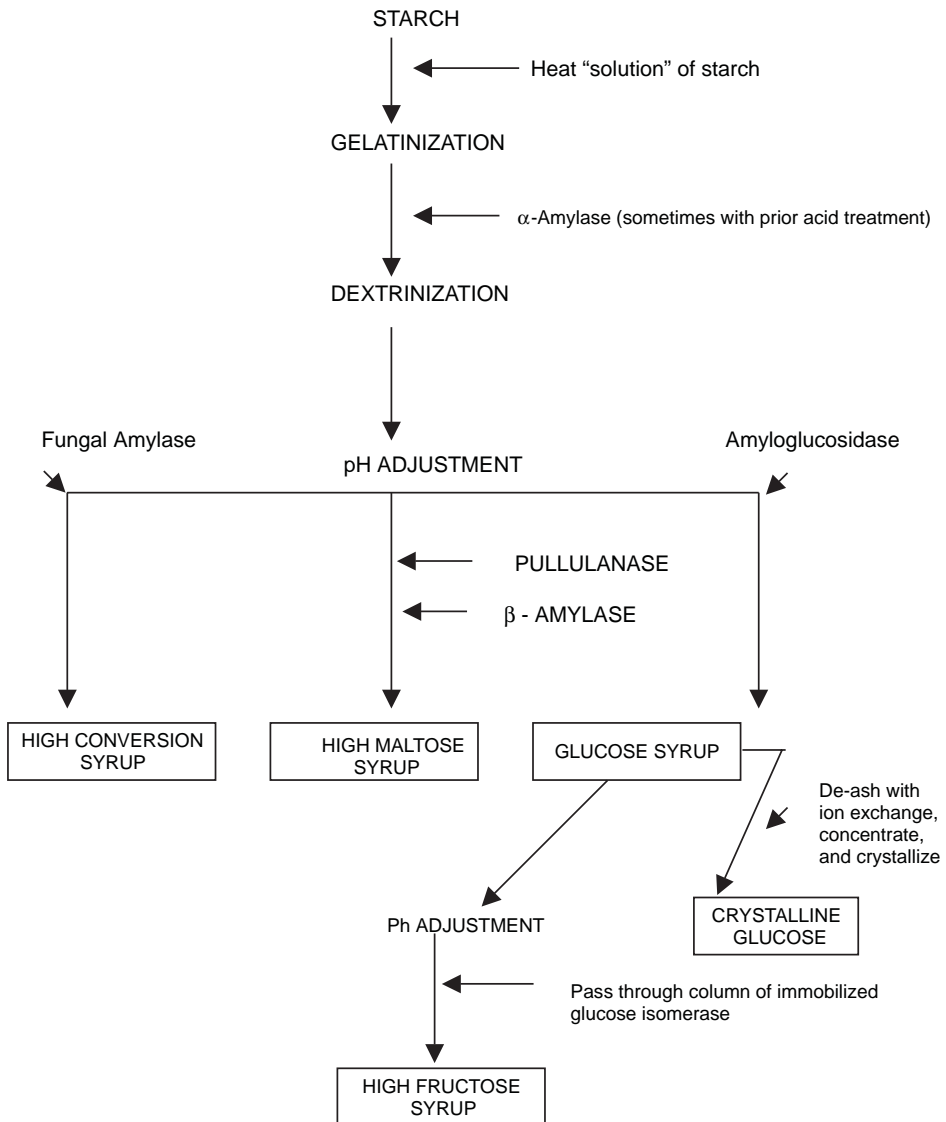 STARCH
Heat “solution” of starch
GELATINIZATION
α-Amylase (sometimes with prior acid treatment)
DEXTRINIZATION
Fungal Amylase
Amyloglucosidase
pH ADJUSTMENT
PULLULANASE
β - AMYLASE
HIGH CONVERSION
SYRUP
HIGH MALTOSE
SYRUP
GLUCOSE SYRUP
De-ash with
ion exchange,
concentrate,
and crystallize
CRYSTALLINE
GLUCOSE
Ph ADJUSTMENT
Pass through column of immobilized
glucose isomerase
HIGH FRUCTOSE
SYRUP